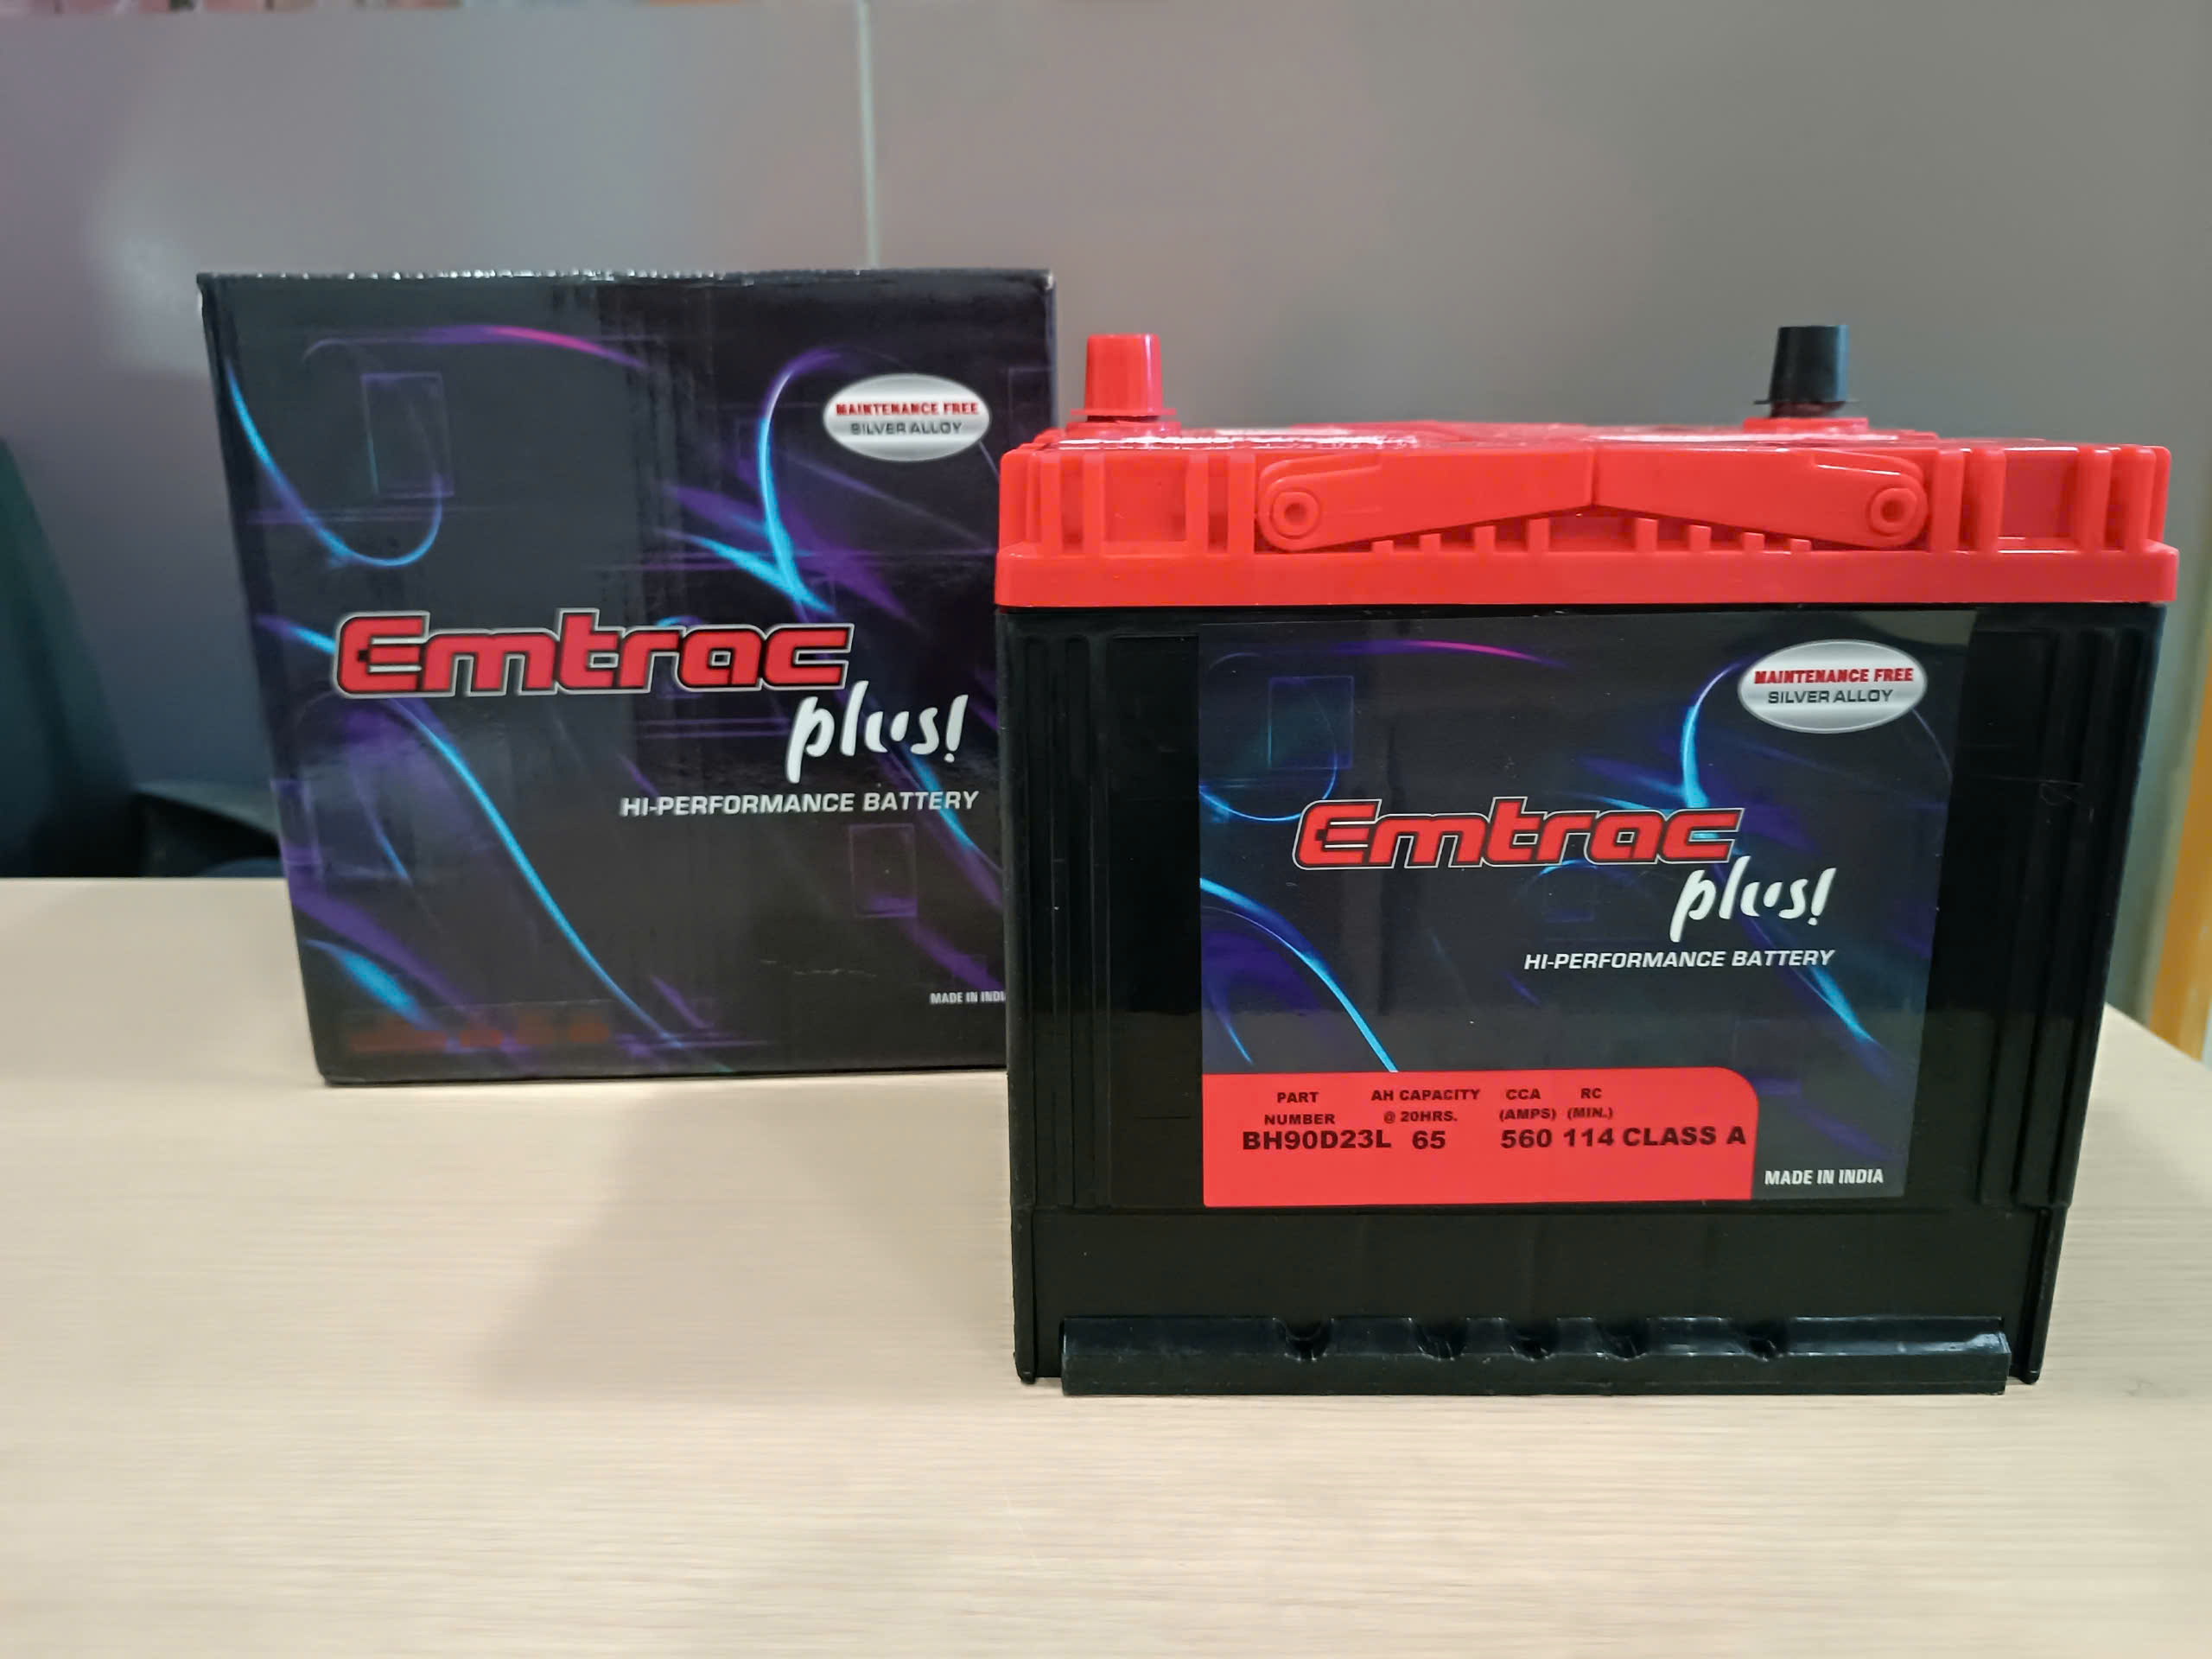 MAINTENANCE FREE
SILVER ALLOY
Emtrac
plus!
HI-PERFORMANCE BATTERY
MADE IN
MAINTENANCE FREE
SILVER ALLOY
Emtrac
plus!
HI-PERFORMANCE BATTERY
PART AH CAPACITY CCA RC
NUMBER @ 20HRS. (AMPS) (MIN.)
BH90D23L 65 560 114 CLASS A
MADE IN INDIA